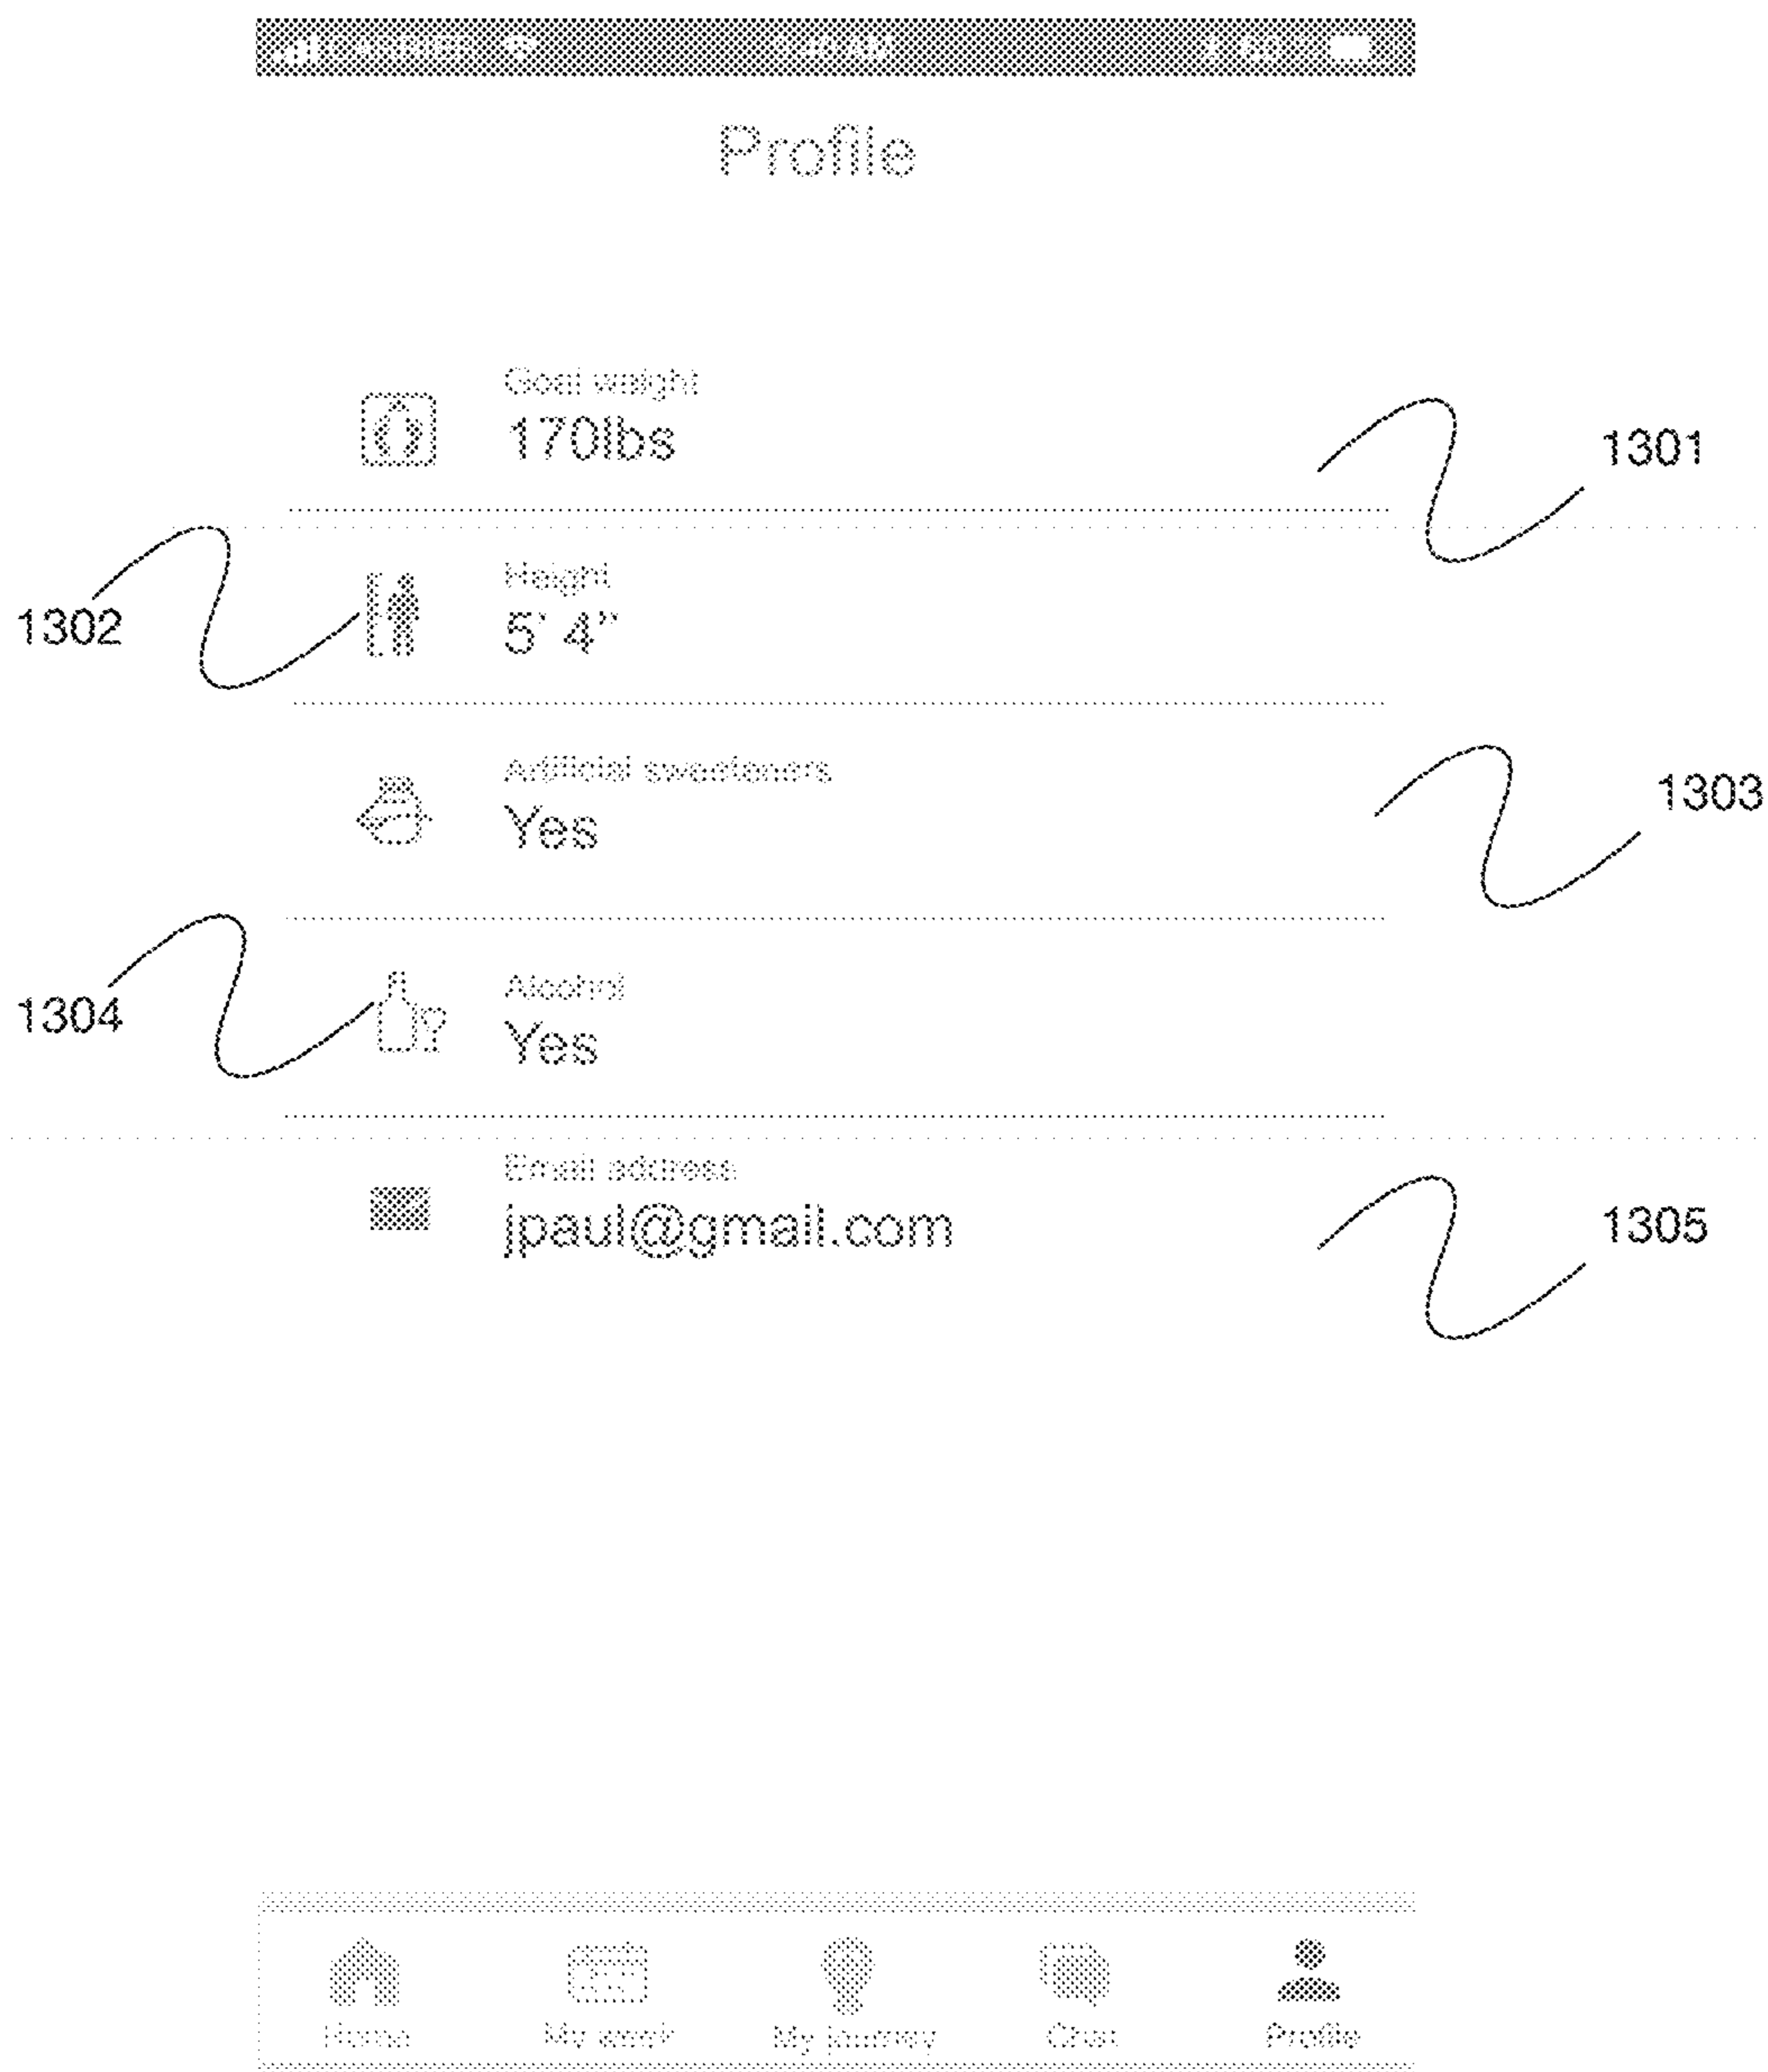 CARRIER
Profile
Goal weight
170lbs
1301
Height
5' 4"
1302
Artificial sweeteners
Yes
1303
Alcohol
Yes
1304
Email address
jpaul@gmail.com
1305
Home My week My journey Chat Profile